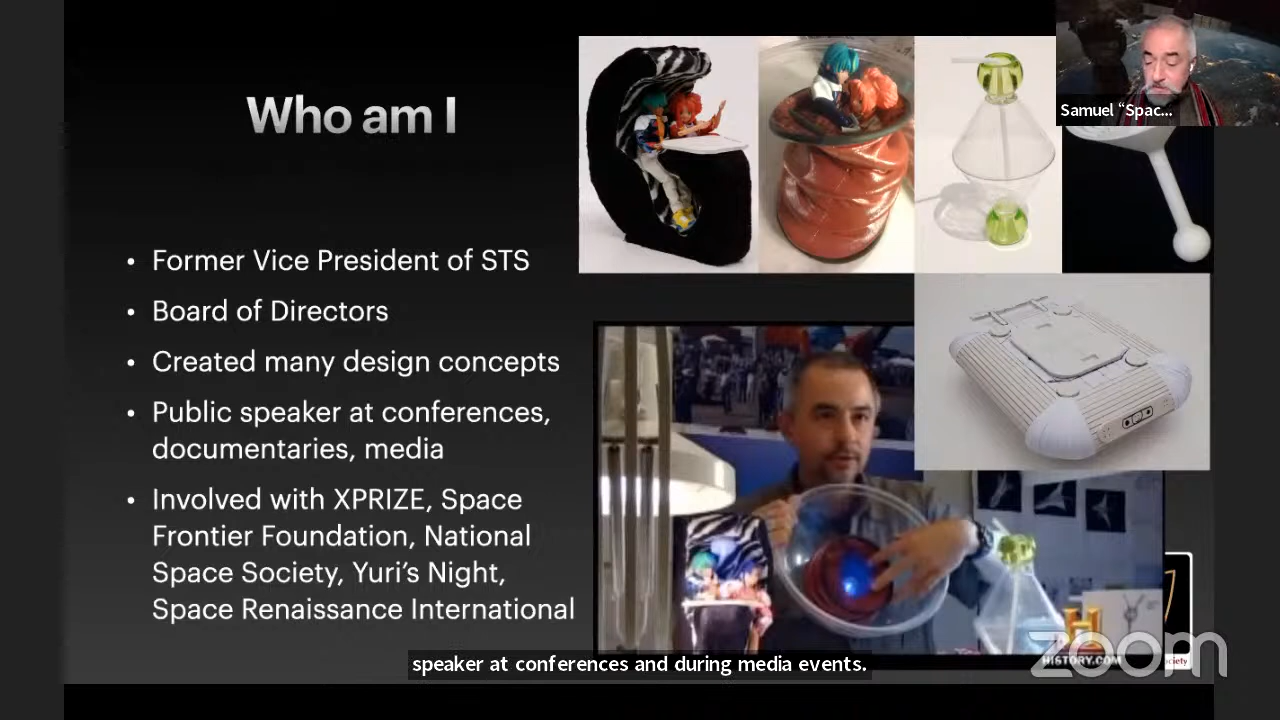 Who am I
Samuel “Spac...
• Former Vice President of STS
• Board of Directors
• Created many design concepts
• Public speaker at conferences,
documentaries, media
• Involved with XPRIZE, Space
Frontier Foundation, National
Space Society, Yuri’s Night,
Space Renaissance International
H
HISTORY.COM
ciety
zoom
speaker at conferences and during media events.